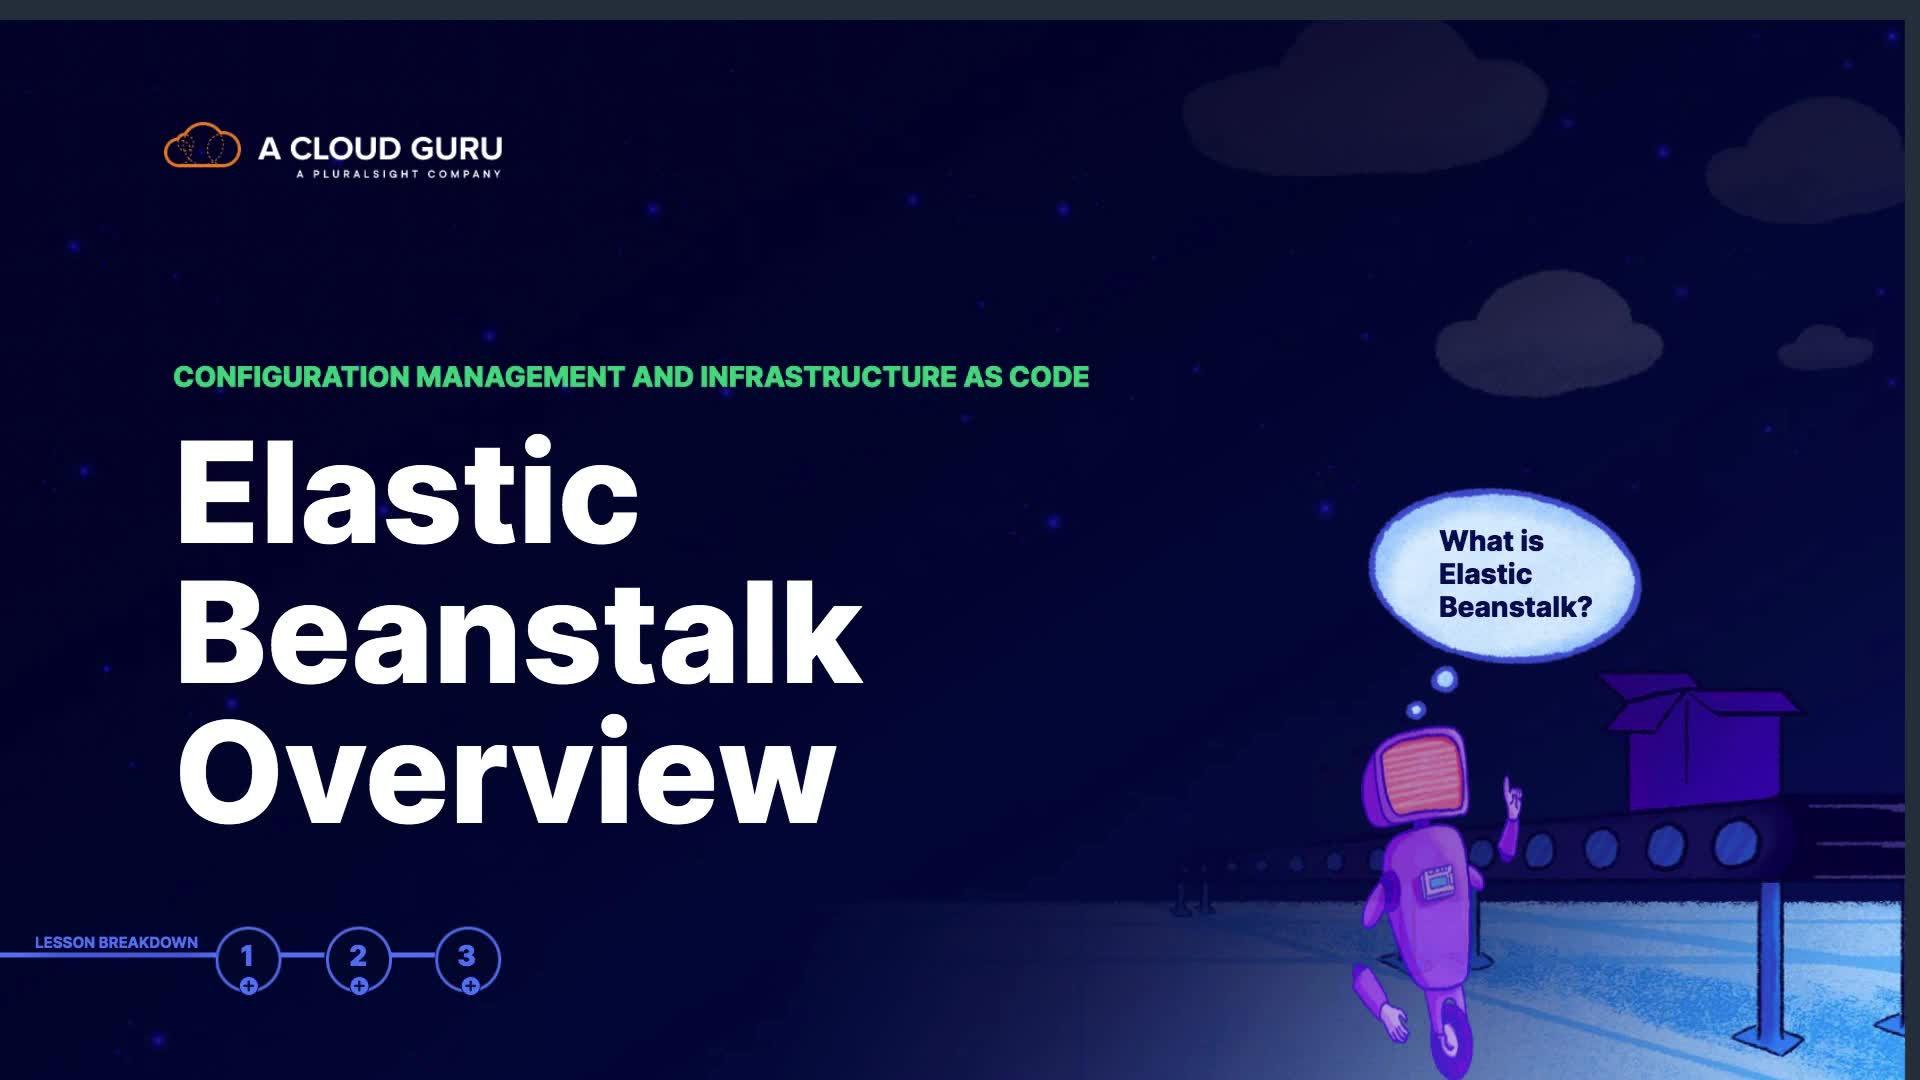 A CLOUD GURU
A PLURALSIGHT COMPANY
CONFIGURATION MANAGEMENT AND INFRASTRUCTURE AS CODE
Elastic
Beanstalk
Overview
What is
Elastic
Beanstalk?
LESSON BREAKDOWN
1
2
3